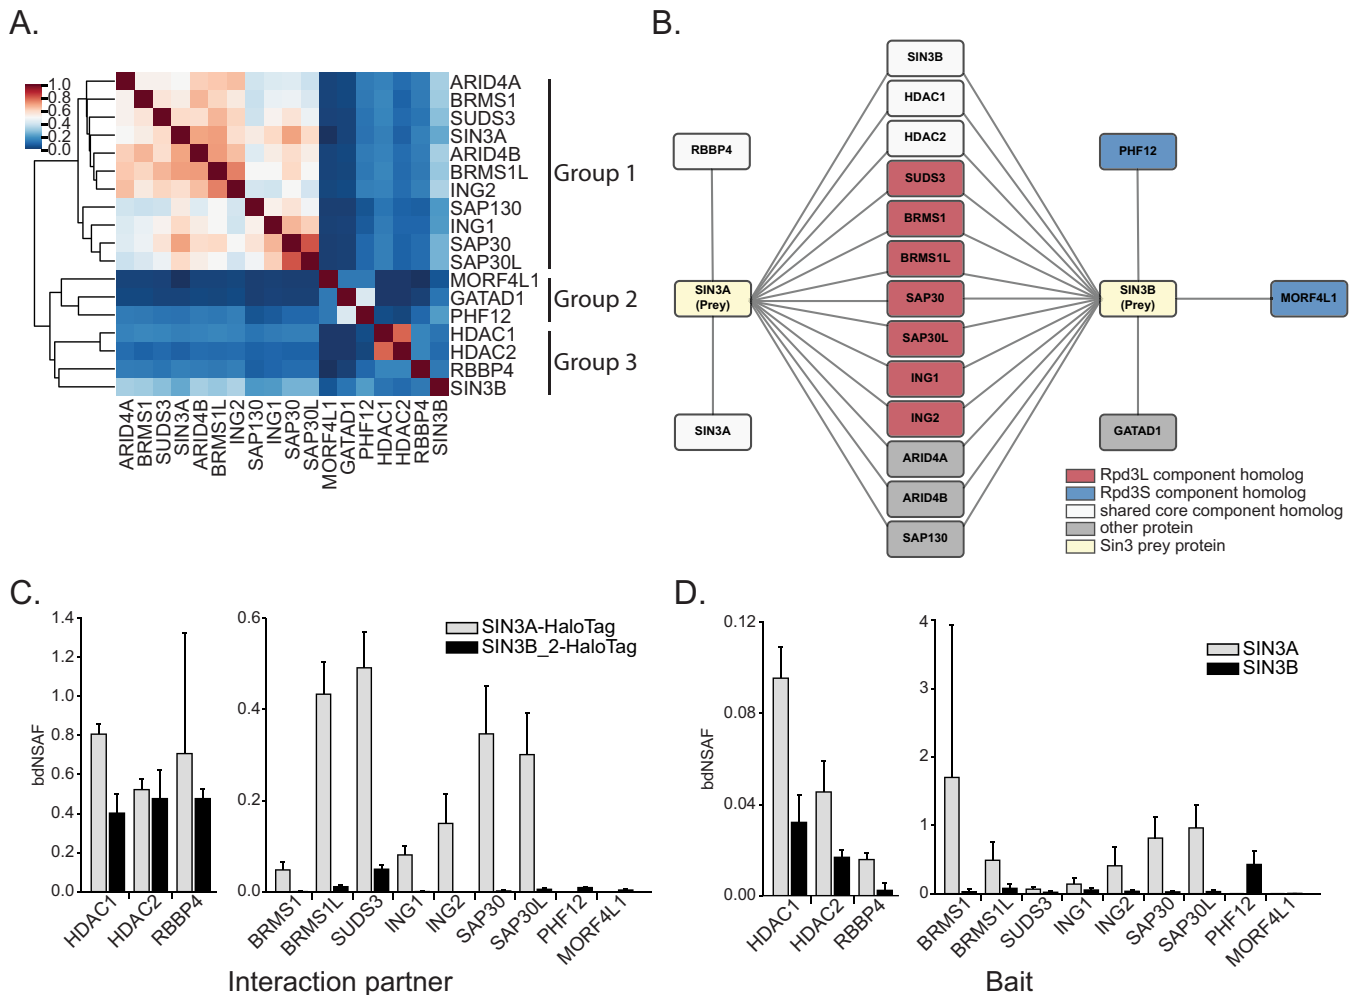 A.
1.0
0.8
0.6
0.4
0.2
0.0
ARID4A
BRMS1
SUDS3
SIN3A
ARID4B
BRMS1L
ING2
SAP130
ING1
SAP30
SAP30L
MORF4L1
GATAD1
PHF12
HDAC1
HDAC2
RBBP4
SIN3B
Group 1
Group 2
Group 3
ARID4A
BRMS1
SUDS3
SIN3A
ARID4B
BRMS1L
ING2
SAP130
ING1
SAP30
SAP30L
MORF4L1
GATAD1
PHF12
HDAC1
HDAC2
RBBP4
SIN3B
B.
SIN3B
HDAC1
HDAC2
SUDS3
BRMS1
BRMS1L
SAP30
SAP30L
ING1
ING2
ARID4A
ARID4B
SAP130
RBBP4
SIN3A
(Prey)
SIN3A
PHF12
SIN3B
(Prey)
MORF4L1
GATAD1
Rpd3L component homolog
Rpd3S component homolog
shared core component homolog
other protein
Sin3 prey protein
C.
bdNSAF
1.4
1.2
1.0
0.8
0.6
0.4
0.2
0.0
HDAC1
HDAC2
RBBP4
0.6
0.4
0.2
0.0
SIN3A-HaloTag
SIN3B_2-HaloTag
BRMS1
BRMS1L
SUDS3
ING1
ING2
SAP30
SAP30L
PHF12
MORF4L1
Interaction partner
D.
bdNSAF
0.12
0.08
0.04
0.00
HDAC1
HDAC2
RBBP4
4
3
2
1
0
SIN3A
SIN3B
BRMS1
BRMS1L
SUDS3
ING1
ING2
SAP30
SAP30L
PHF12
MORF4L1
Bait